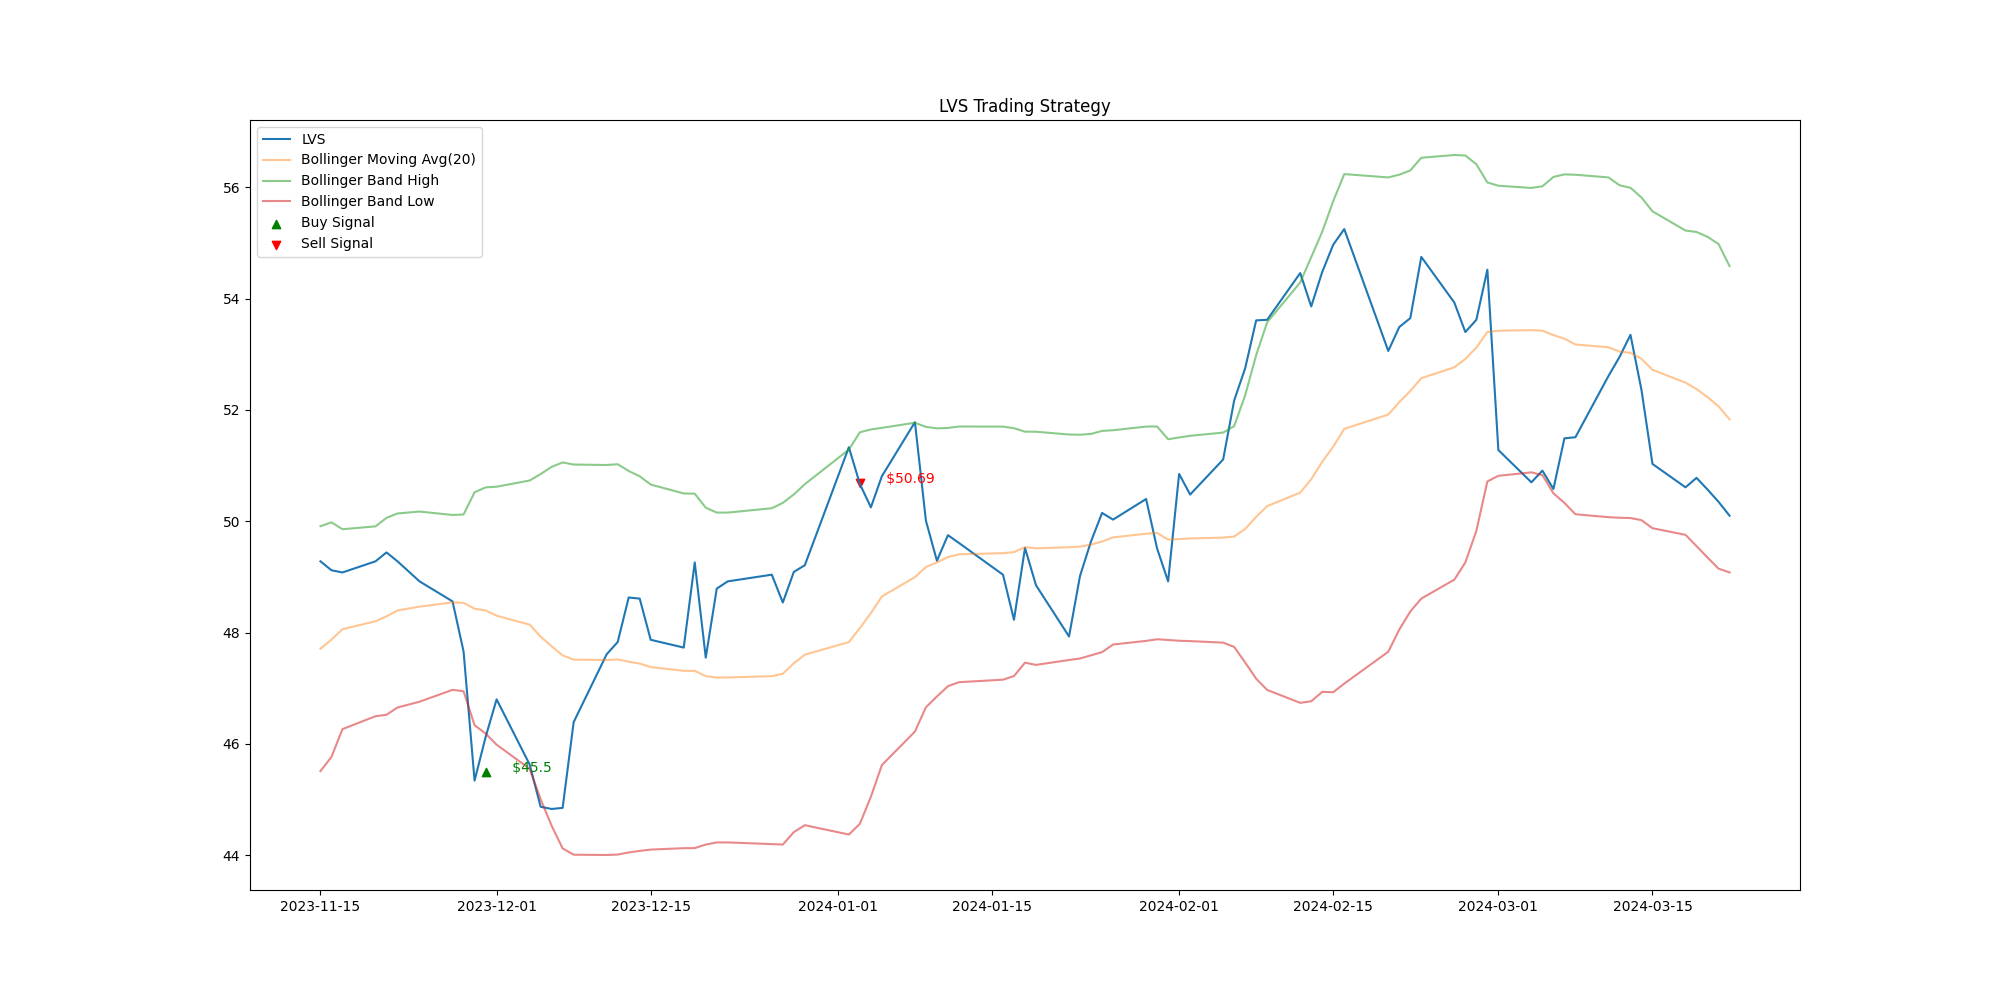 LVS Trading Strategy
LVS
Bollinger Moving Avg(20)
Bollinger Band High
Bollinger Band Low
Buy Signal
Sell Signal
56
54
52
50
48
46
44
$50.69
$45.5
2023-11-15
2023-12-01
2023-12-15
2024-01-01
2024-01-15
2024-02-01
2024-02-15
2024-03-01
2024-03-15